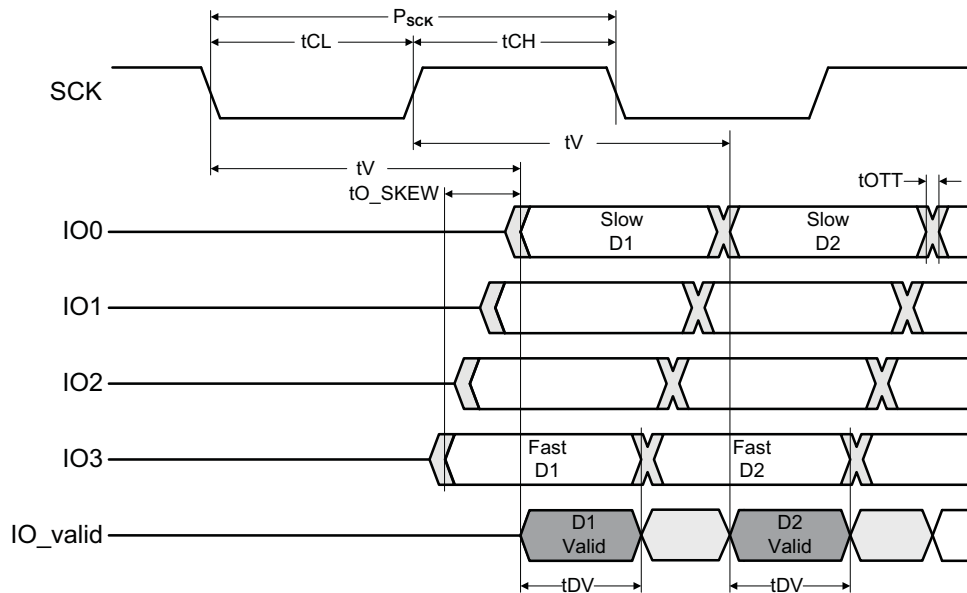 PSCK
tCL tCH
SCK
tV
tV
tO_SKEW tOTT
IO0 Slow Slow
D1 D2
IO1
IO2
IO3 Fast Fast
D1 D2
IO_valid D1 D2
Valid Valid
tDV tDV